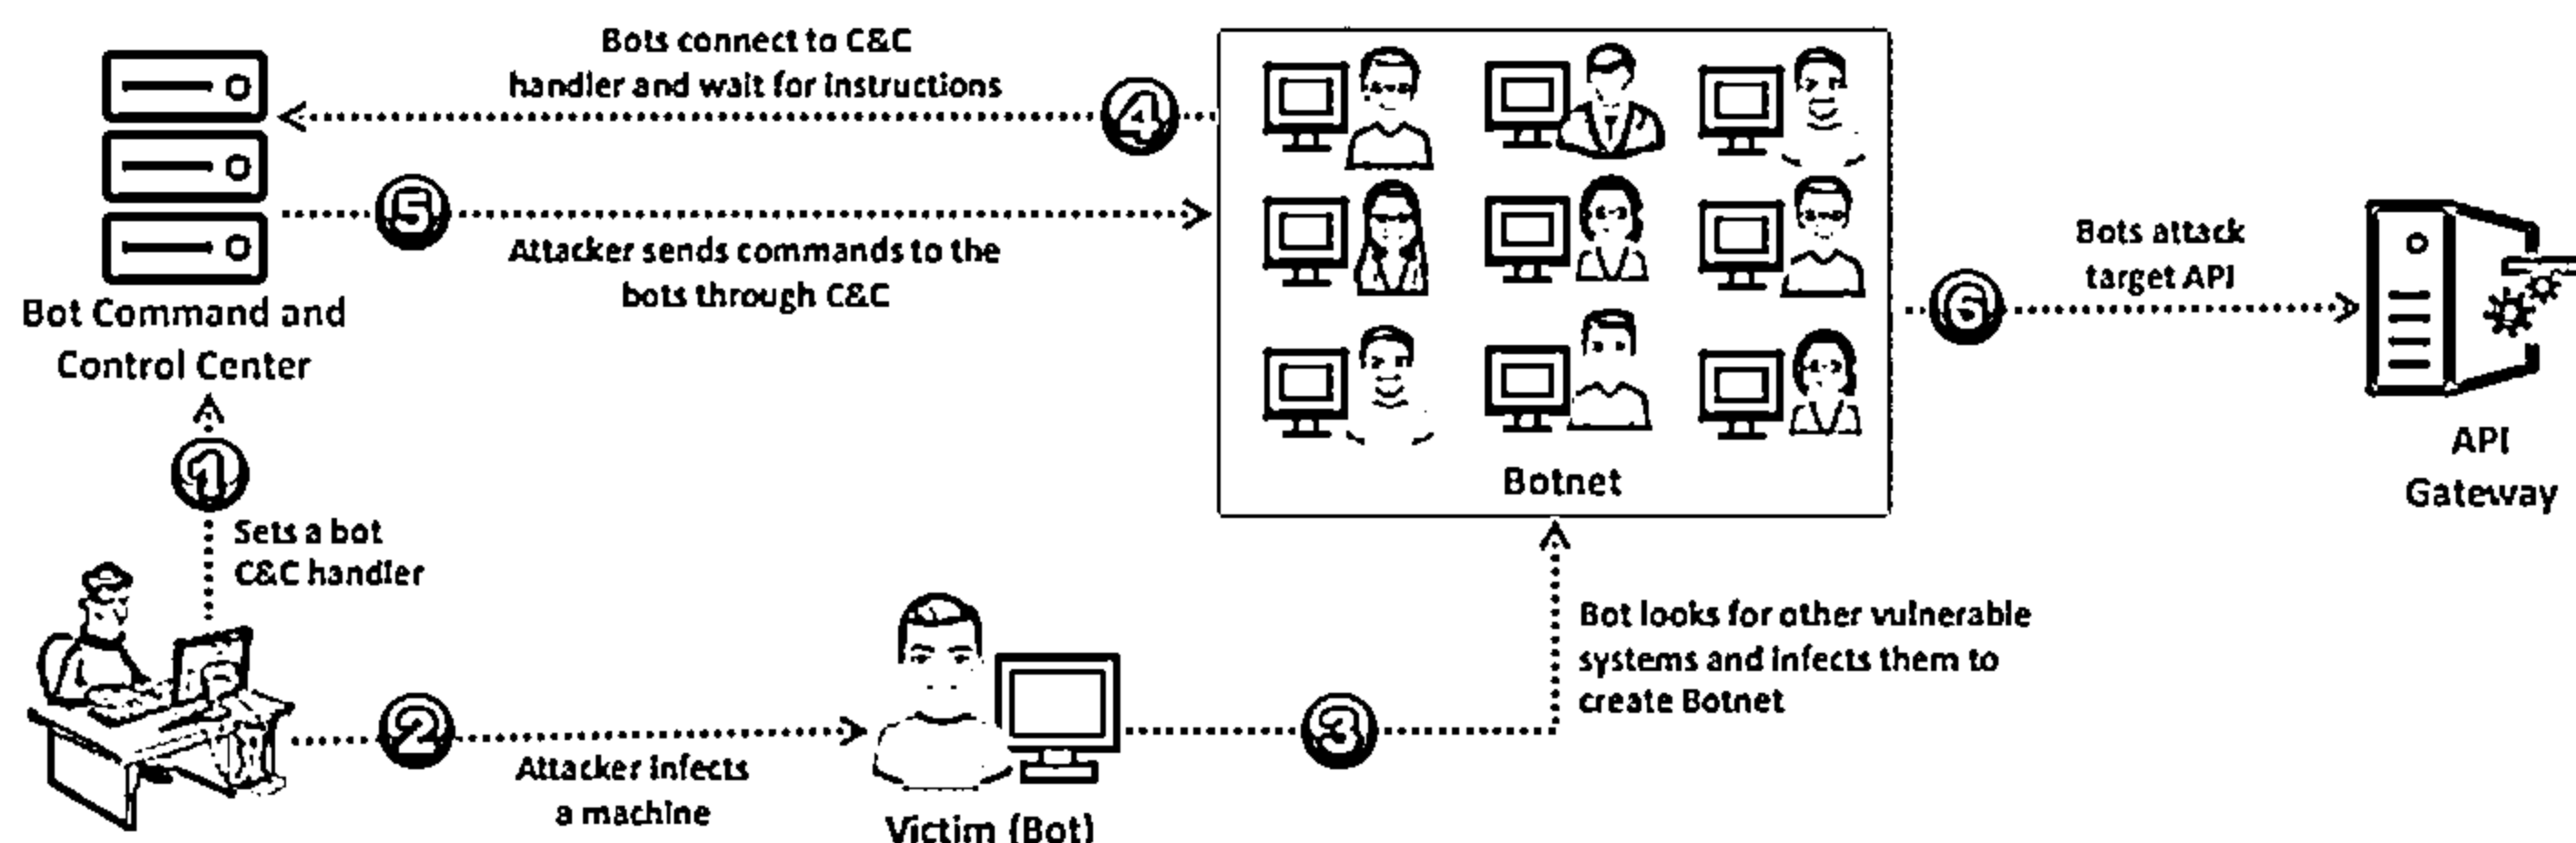 Bots connect to C&C
handler and wait for instructions
4
5
Attacker sends commands to the
bots through C&C
Bot Command and
Control Center
1
Sets a bot
C&C handler
2
Attacker infects
a machine
Victim (Bot)
3
Bot looks for other vulnerable
systems and infects them to
create Botnet
Botnet
6
Bots attack
target API
API
Gateway